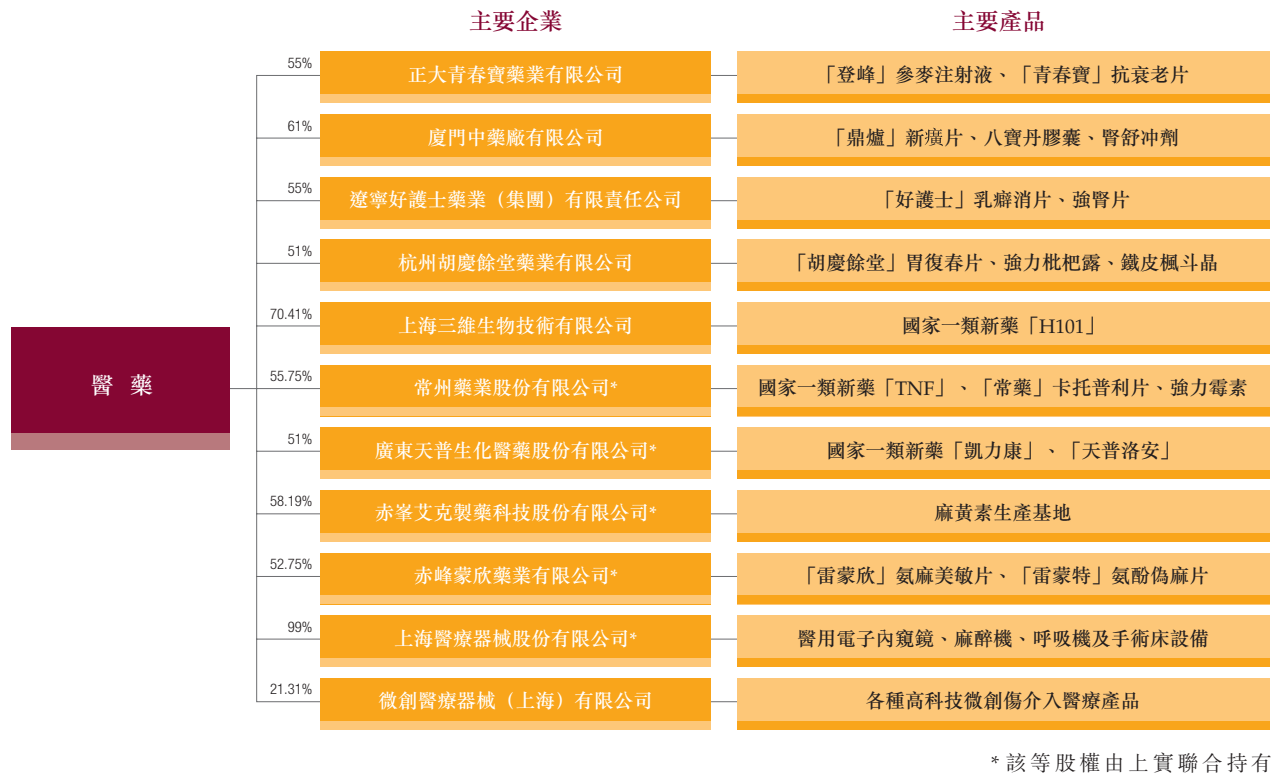 主要企業 主要產品
55% 正大青春寶藥業有限公司 「登峰」參麥注射液、「青春寶」抗衰老片
61% 廈門中藥廠有限公司 「鼎爐」新癀片、八寶丹膠囊、腎舒冲劑
55% 遼寧好護士藥業（集團）有限責任公司 「好護士」乳癖消片、強腎片
51% 杭州胡慶餘堂藥業有限公司 「胡慶餘堂」胃復春片、強力枇杷露、鐵皮楓斗晶
70.41% 上海三維生物技術有限公司 國家一類新藥「H101」
醫藥
55.75% 常州藥業股份有限公司* 國家一類新藥「TNF」、「常藥」卡托普利片、強力霉素
51% 廣東天普生化醫藥股份有限公司* 國家一類新藥「凱力康」、「天普洛安」
58.19% 赤峯艾克製藥科技股份有限公司* 麻黃素生產基地
52.75% 赤峰蒙欣藥業有限公司* 「雷蒙欣」氨麻美敏片、「雷蒙特」氨酚偽麻片
99% 上海醫療器械股份有限公司* 醫用電子內窺鏡、麻醉機、呼吸機及手術床設備
21.31% 微創醫療器械（上海）有限公司 各種高科技微創傷介入醫療產品
*該等股權由上實聯合持有